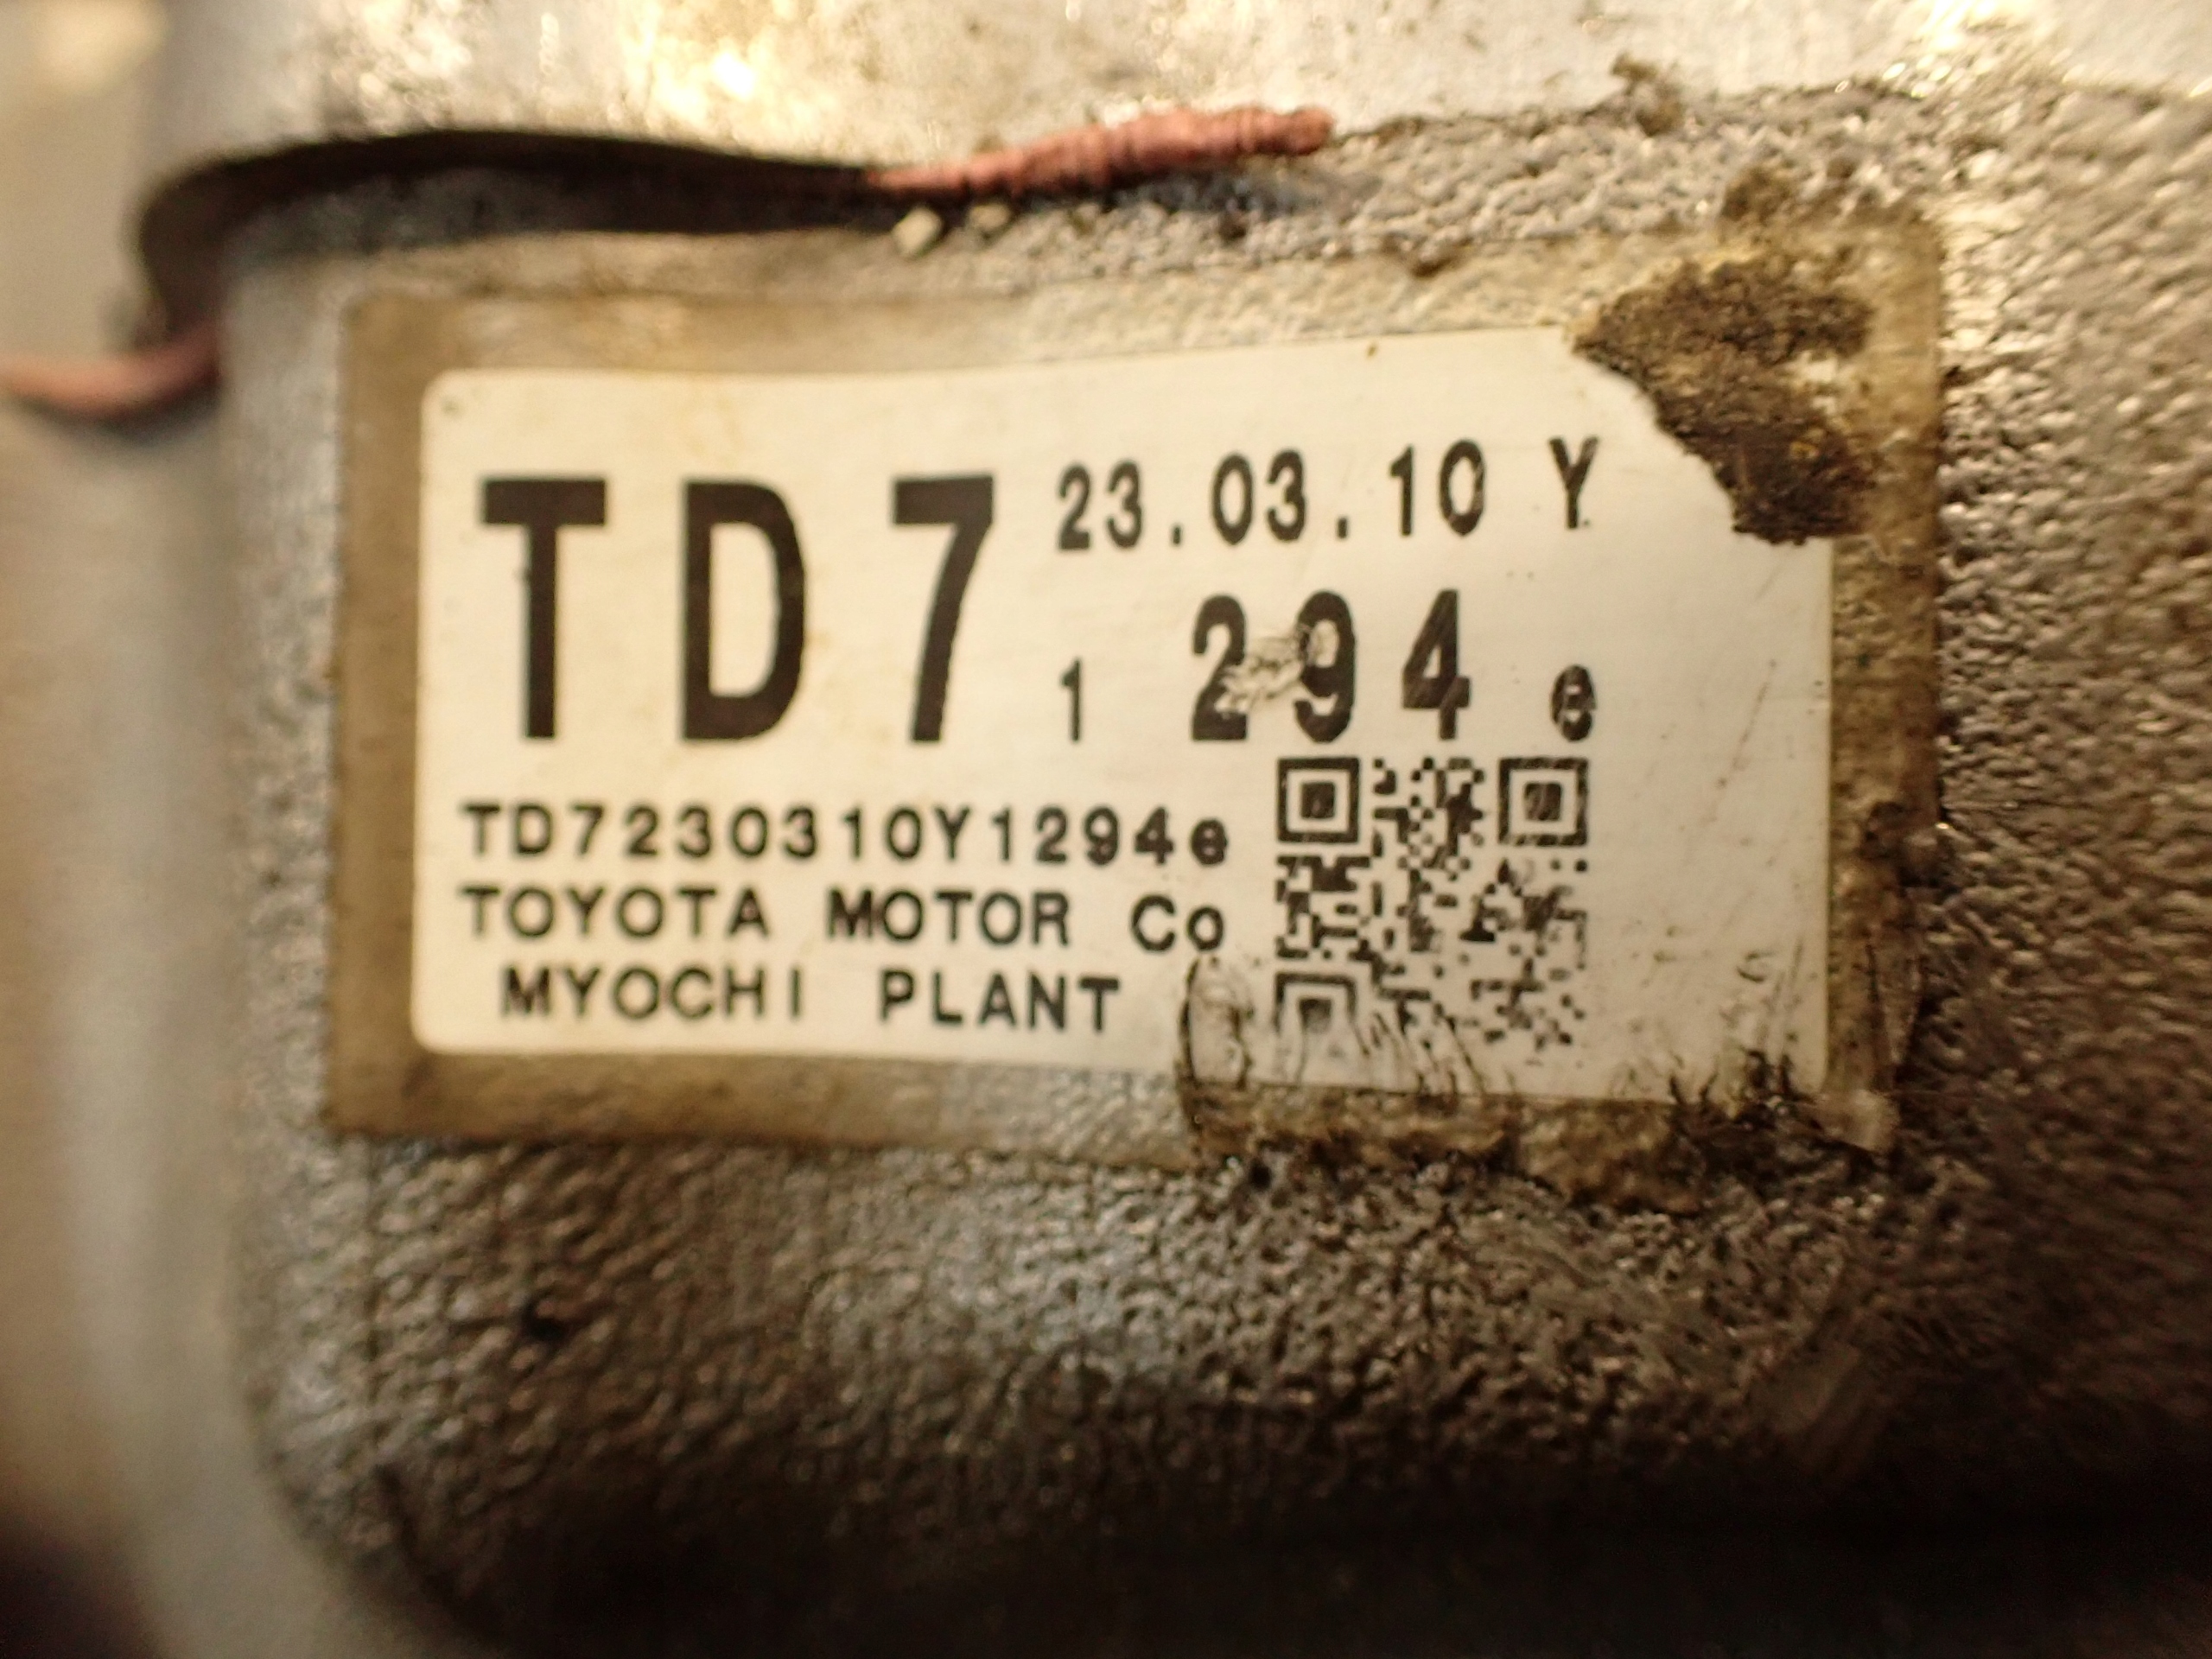 TD7 23.03.10 Y
1 294 e
TD7230310Y1294e
TOYOTA MOTOR Co
MYOCHI PLANT